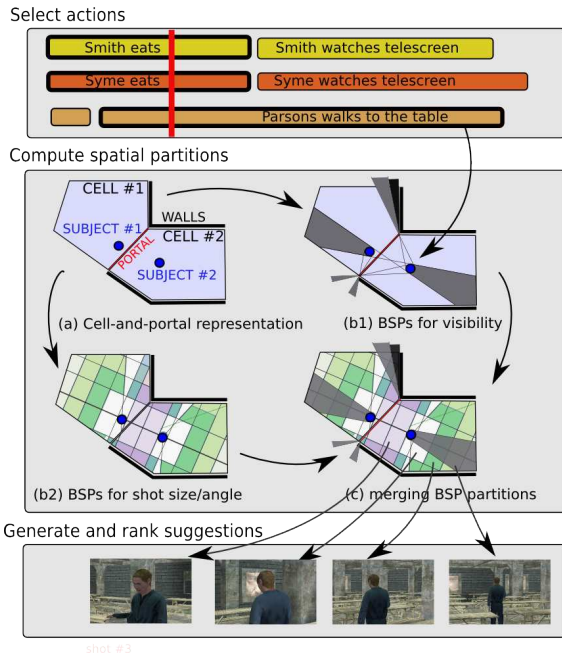 Select actions
Smith eats
Smith watches telescreen
Syme eats
Syme watches telescreen
Parsons walks to the table
Compute spatial partitions
CELL #1
WALLS
SUBJECT #1
CELL #2
PORTAL
SUBJECT #2
(a) Cell-and-portal representation
(b1) BSPs for visibility
(b2) BSPs for shot size/angle
(c) merging BSP partitions
Generate and rank suggestions
shot #3